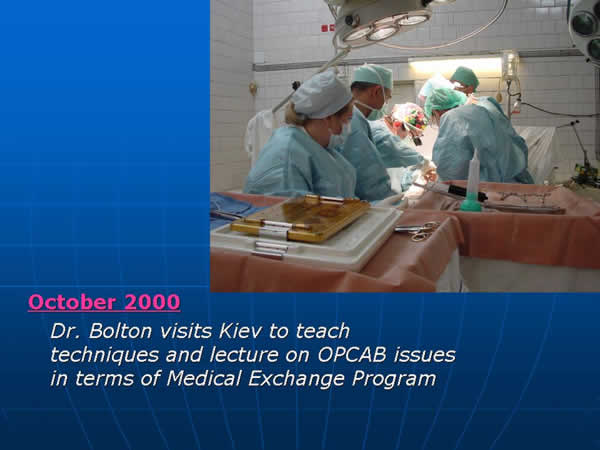 October 2000
Dr. Bolton visits Kiev to teach
techniques and lecture on OPCAB issues
in terms of Medical Exchange Program